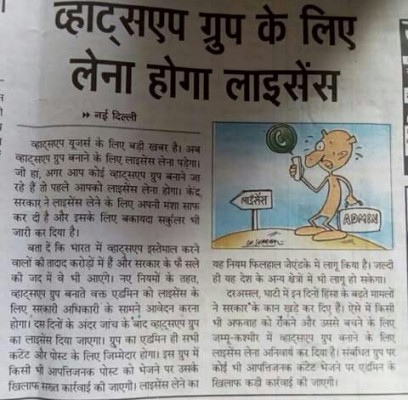 व्हाट्सएप ग्रुप के लिए
लेना होगा लाइसेंस
▸▸ नई दिल्ली
व्हाट्सएप यूजर्स के लिए बड़ी खबर है। अब
व्हाट्सएप ग्रुप बनाने के लिए लाइसेंस लेना पड़ेगा।
जी हां, अगर आप कोई व्हाट्सएप ग्रुप बनाने जा
रहे हैं तो पहले आपको लाइसेंस लेना होगा। केंद्र
सरकार ने लाइसेंस लेने के लिए अपनी मंशा साफ
कर दी है और इसके लिए बकायदा सर्कुलर भी
जारी कर दिया है।
बता दें कि भारत में व्हाट्सएप इस्तेमाल करने
वालों की तादाद करोड़ों में है और सरकार के फैसले
की जद में वे भी आएंगे। नए नियमों के तहत,
व्हाट्सएप ग्रुप बनाते वक्त एडमिन को लाइसेंस के
लिए सरकारी अधिकारी के सामने आवेदन करना
होगा। दस दिनों के अंदर जांच के बाद व्हाट्सएप ग्रुप
का लाइसेंस दिया जाएगा। ग्रुप का एडमिन ही सभी
कंटेंट और पोस्ट के लिए जिम्मेदार होगा। इस ग्रुप में
किसी भी आपत्तिजनक पोस्ट को भेजने पर उसके
खिलाफ सख्त कार्रवाई की जाएगी। लाइसेंस लेने का
लाइसेंस
ADMIN
यह नियम फिलहाल जेएंडके में लागू किया है। जल्दी
ही यह देश के अन्य क्षेत्रों में भी लागू हो सकेगा।
दरअसल, घाटी में इन दिनों हिंसा के बढ़ते मामलों
ने सरकार के कान खड़े कर दिए हैं। ऐसे में किसी
भी अफवाह को रोकने और उससे बचने के लिए
जम्मू-कश्मीर में व्हाट्सएप ग्रुप बनाने के लिए
लाइसेंस लेना अनिवार्य कर दिया है। संबंधित ग्रुप पर
कोई भी आपत्तिजनक कंटेंट भेजने पर एडमिन के
खिलाफ कड़ी कार्रवाई की जाएगी।